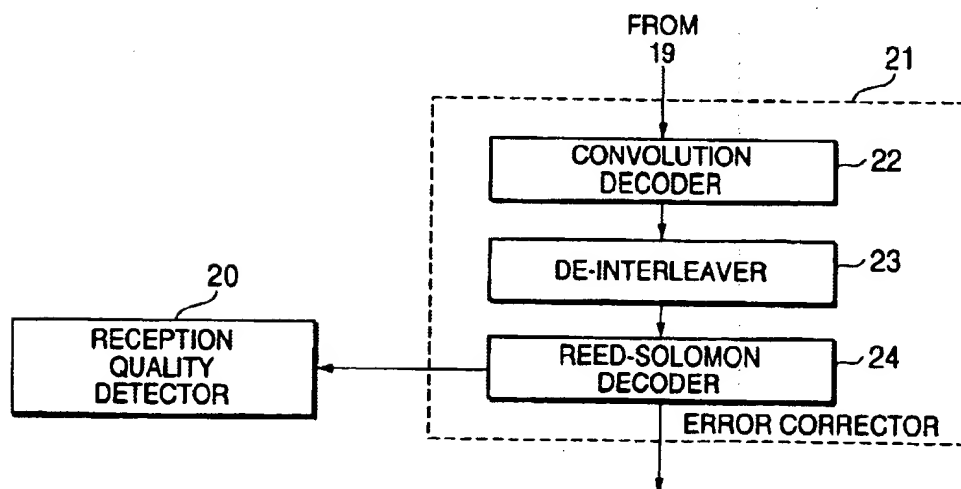 FROM
19
21
CONVOLUTION
DECODER
22
DE-INTERLEAVER
23
20
RECEPTION
QUALITY
DETECTOR
REED-SOLOMON
DECODER
24
ERROR CORRECTOR